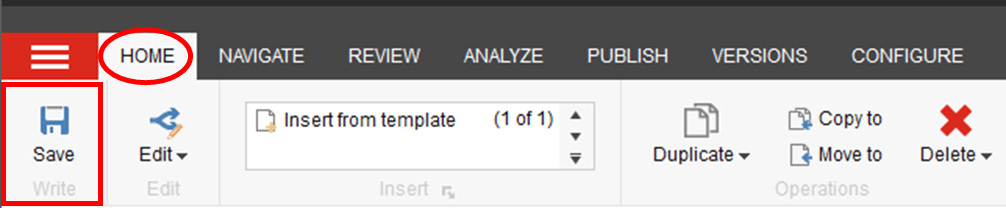 HOME NAVIGATE REVIEW ANALYZE PUBLISH VERSIONS CONFIGURE
Insert from template (1 of 1)
Copy to
Save Edit Duplicate Move to Delete
Write Edit Insert Operations